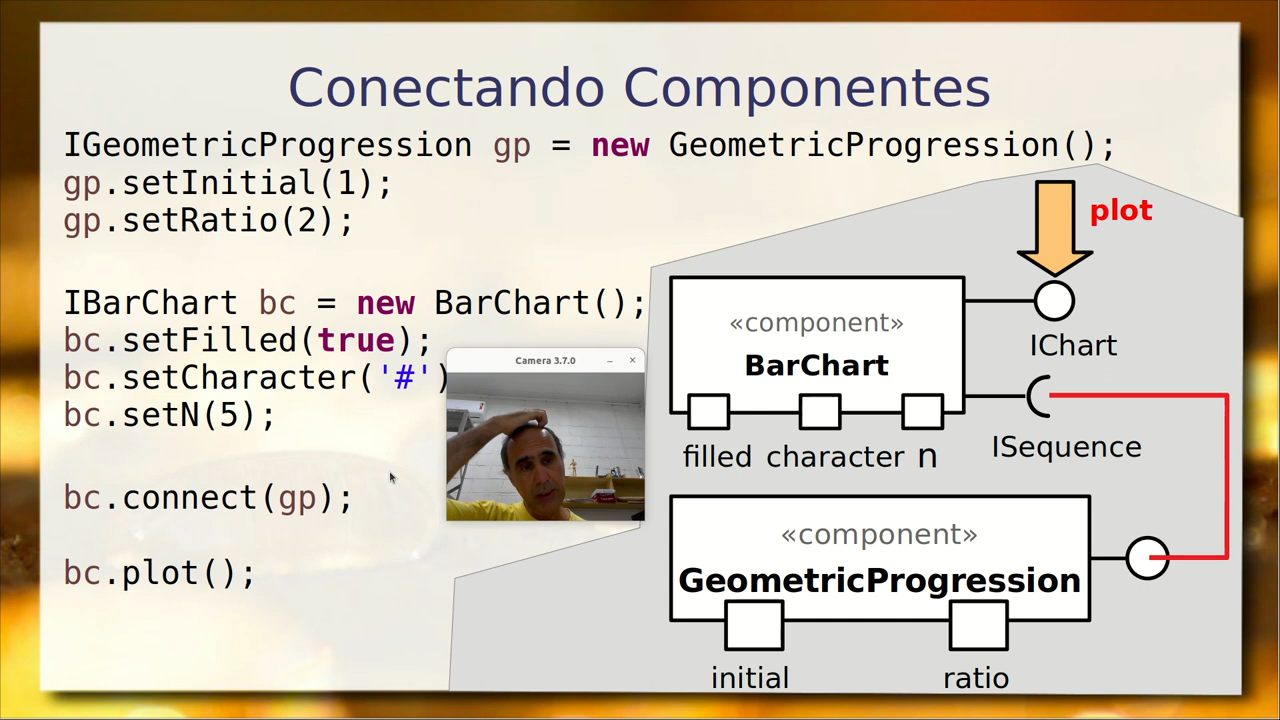 Conectando Componentes
IGeometricProgression gp = new GeometricProgression();
gp.setInitial(1);
gp.setRatio(2);
IBarChart bc = new BarChart();
bc.setFilled(true);
bc.setCharacter('#')
bc.setN(5);
bc.connect(gp);
bc.plot();
Camera 3.7.0
plot
«component»
BarChart
IChart
filled character n
ISequence
«component»
GeometricProgression
initial ratio